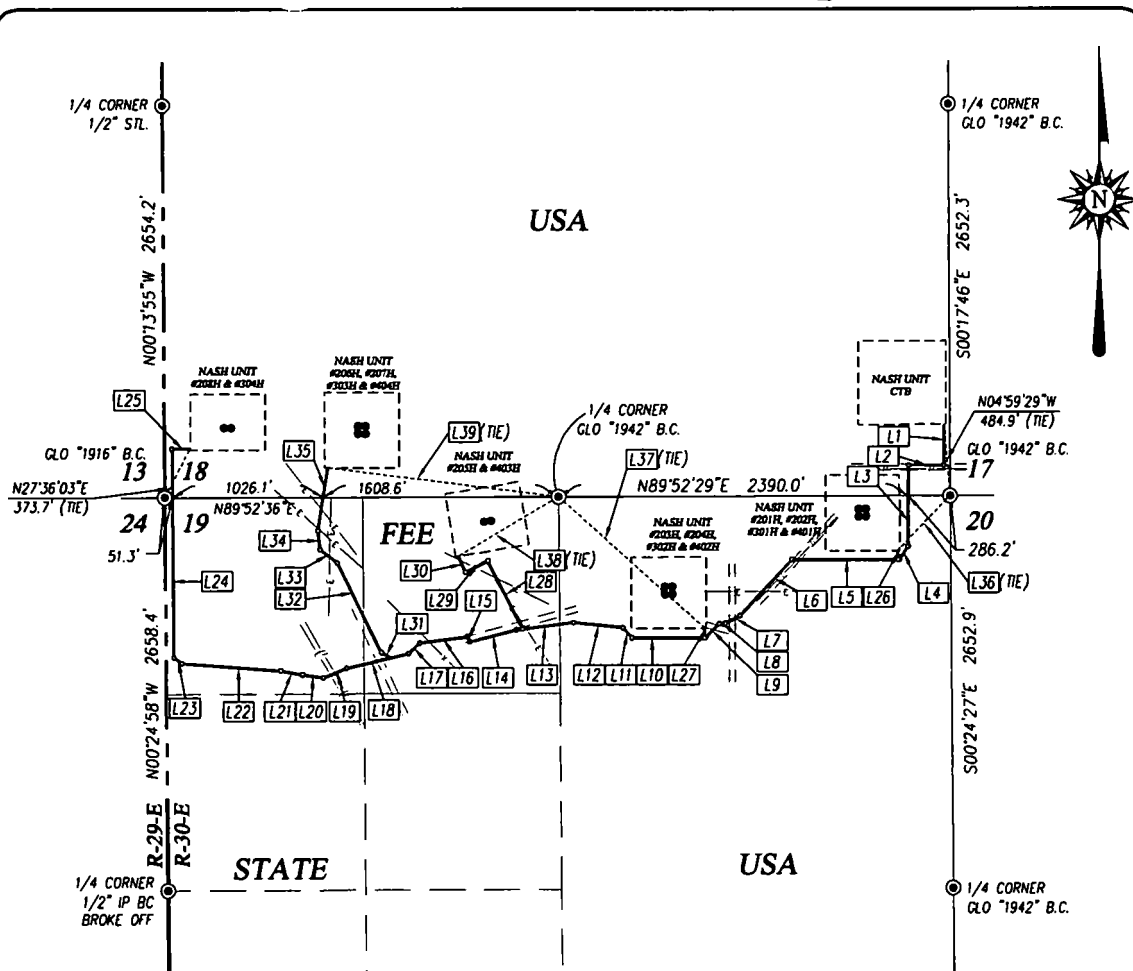 1/4 CORNER
1/2" STL.
1/4 CORNER
GLO "1942" B.C.
N
USA
N00°13'55"W 2654.2'
S00°17'46"E 2652.3'
NASH UNIT
#208H & #304H
NASH UNIT
#206H, #207H,
#303H & #404H
NASH UNIT
CTB
L25
L35
L39 (TIE)
1/4 CORNER
GLO "1942" B.C.
L37 (TIE)
NASH UNIT
#205H & #403H
L1
L2
L3
N04°59'29"W
484.9' (TIE)
GLO "1942" B.C.
GLO "1916" B.C.
13
18
17
N27°36'03"E
373.7' (TIE)
1026.1'
1608.6'
N89°52'29"E 2390.0'
N89°52'36"E
24
19
20
51.3'
286.2'
FEE
NASH UNIT
#203H, #204H,
#302H & #402H
NASH UNIT
#201H, #202H,
#301H & #401H
L34
L33
L32
L24
L30
L29
L38 (TIE)
L28
L15
L6
L5
L26
L4
L36 (TIE)
L31
L7
L8
L9
L23
L22
L21
L20
L19
L18
L17
L16
L14
L13
L12
L11
L10
L27
N00°24'58"W 2658.4'
S00°24'27"E 2652.9'
R-29-E
R-30-E
STATE
USA
1/4 CORNER
1/2" IP BC
BROKE OFF
1/4 CORNER
GLO "1942" B.C.